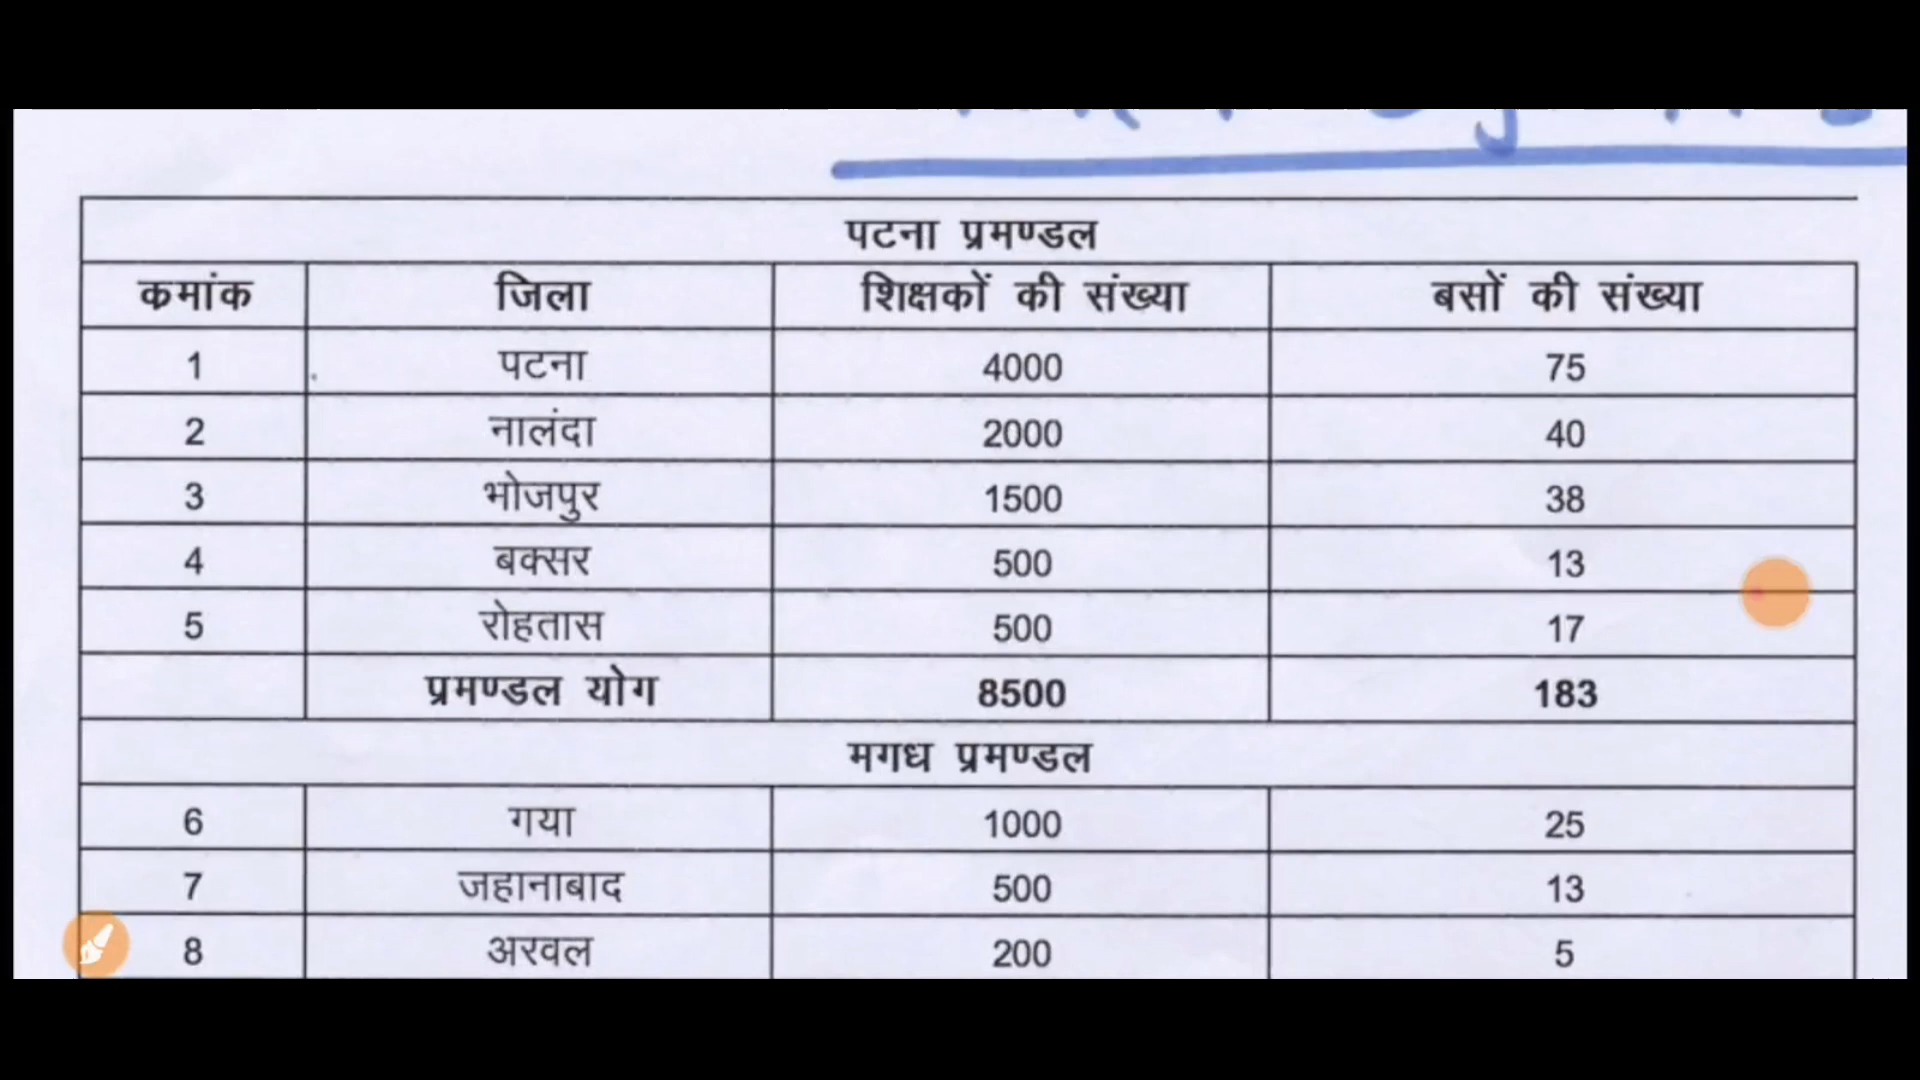 पटना प्रमण्डल
क्रमांक जिला शिक्षकों की संख्या बसों की संख्या
1 पटना 4000 75
2 नालंदा 2000 40
3 भोजपुर 1500 38
4 बक्सर 500 13
5 रोहतास 500 17
प्रमण्डल योग 8500 183
मगध प्रमण्डल
6 गया 1000 25
7 जहानाबाद 500 13
8 अरवल 200 5